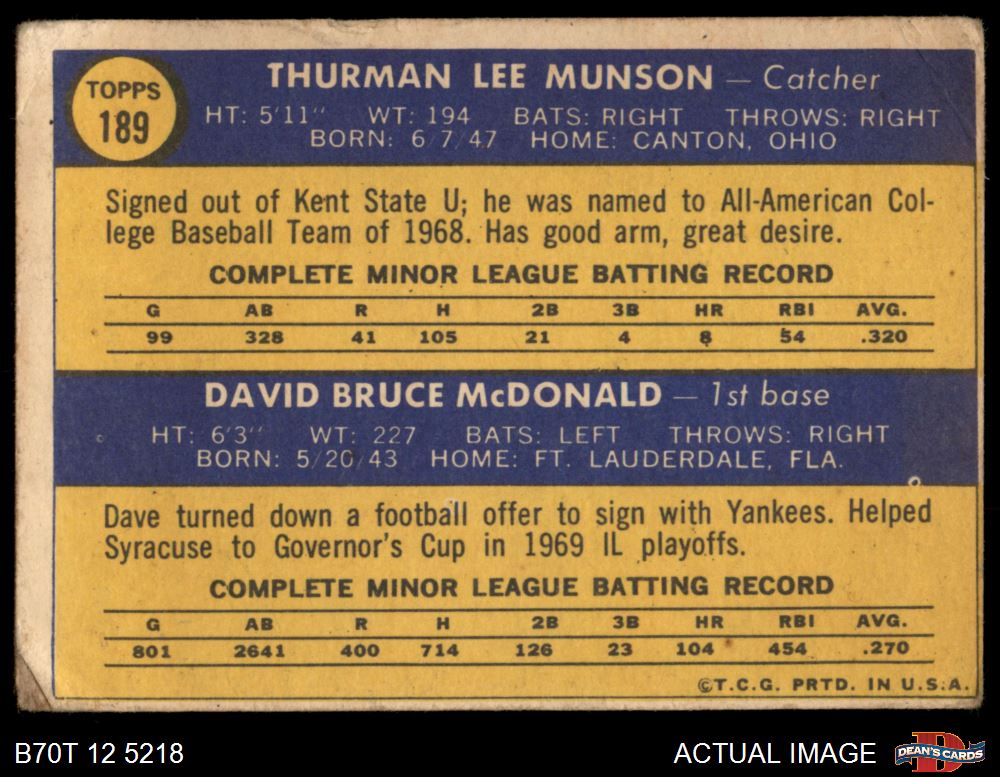 TOPPS
189
THURMAN LEE MUNSON — Catcher
HT: 5'11" WT: 194 BATS: RIGHT THROWS: RIGHT
BORN: 6/7/47 HOME: CANTON, OHIO
Signed out of Kent State U; he was named to All-American Col-
lege Baseball Team of 1968. Has good arm, great desire.
COMPLETE MINOR LEAGUE BATTING RECORD
G AB R H 2B 3B HR RBI AVG.
99 328 41 105 21 4 8 54 .320
DAVID BRUCE McDONALD — 1st base
HT: 6'3" WT: 227 BATS: LEFT THROWS: RIGHT
BORN: 5/20/43 HOME: FT. LAUDERDALE, FLA.
Dave turned down a football offer to sign with Yankees. Helped
Syracuse to Governor's Cup in 1969 IL playoffs.
COMPLETE MINOR LEAGUE BATTING RECORD
G AB R H 2B 3B HR RBI AVG.
801 2641 400 714 126 23 104 454 .270
©T.C.G. PRTD. IN U.S.A.
B70T 12 5218
ACTUAL IMAGE
DEAN'S CARDS